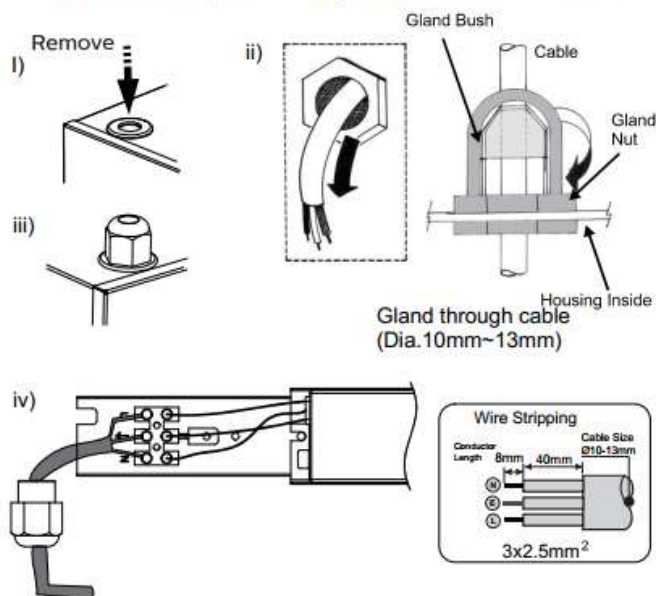 Remove
I)
ii)
Gland Bush
Cable
Gland
Nut
iii)
Housing Inside
Gland through cable
(Dia.10mm~13mm)
iv)
L
N
Wire Stripping
Conductor
Length
8mm
40mm
Cable Size
Ø10-13mm
N
E
L
3x2.5mm²